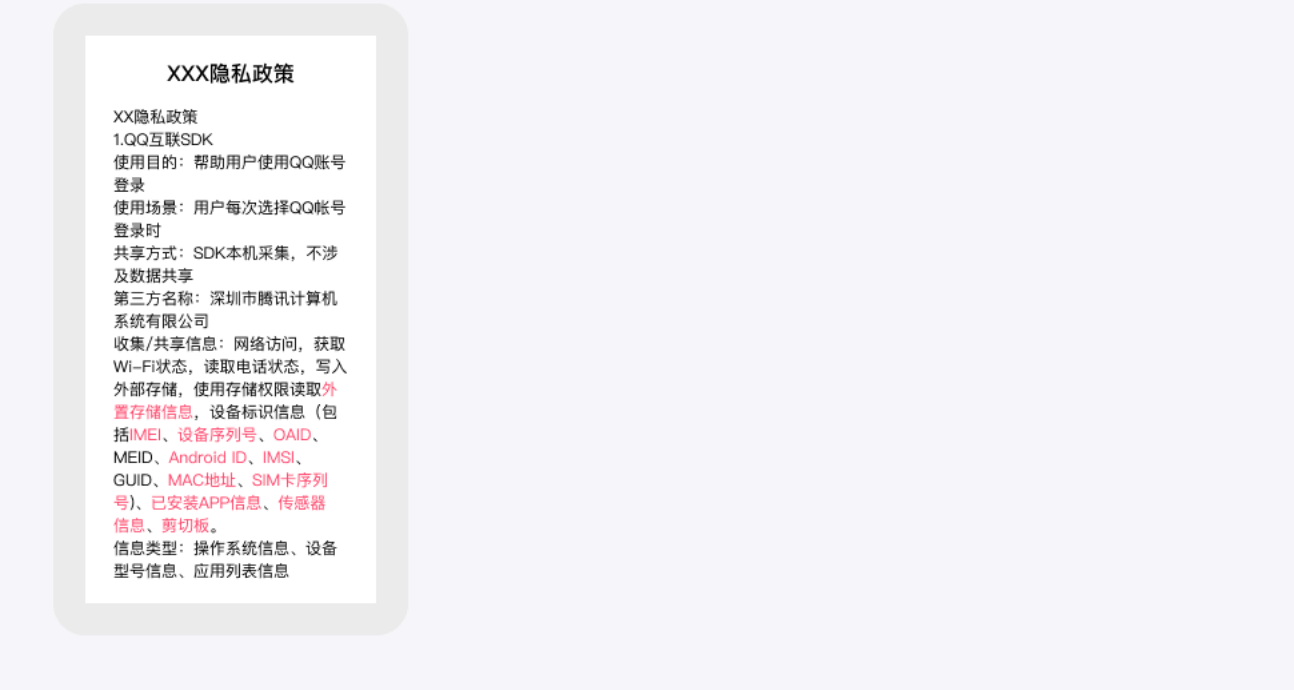 XXX隐私政策
XX隐私政策
1.QQ互联SDK
使用目的：帮助用户使用QQ账号
登录
使用场景：用户每次选择QQ帐号
登录时
共享方式：SDK本机采集，不涉
及数据共享
第三方名称：深圳市腾讯计算机
系统有限公司
收集/共享信息：网络访问，获取
Wi-Fi状态，读取电话状态，写入
外部存储，使用存储权限读取外
置存储信息，设备标识信息（包
括IMEI、设备序列号、OAID、
MEID、Android ID、IMSI、
GUID、MAC地址、SIM卡序列
号)、已安装APP信息、传感器
信息、剪切板。
信息类型：操作系统信息、设备
型号信息、应用列表信息